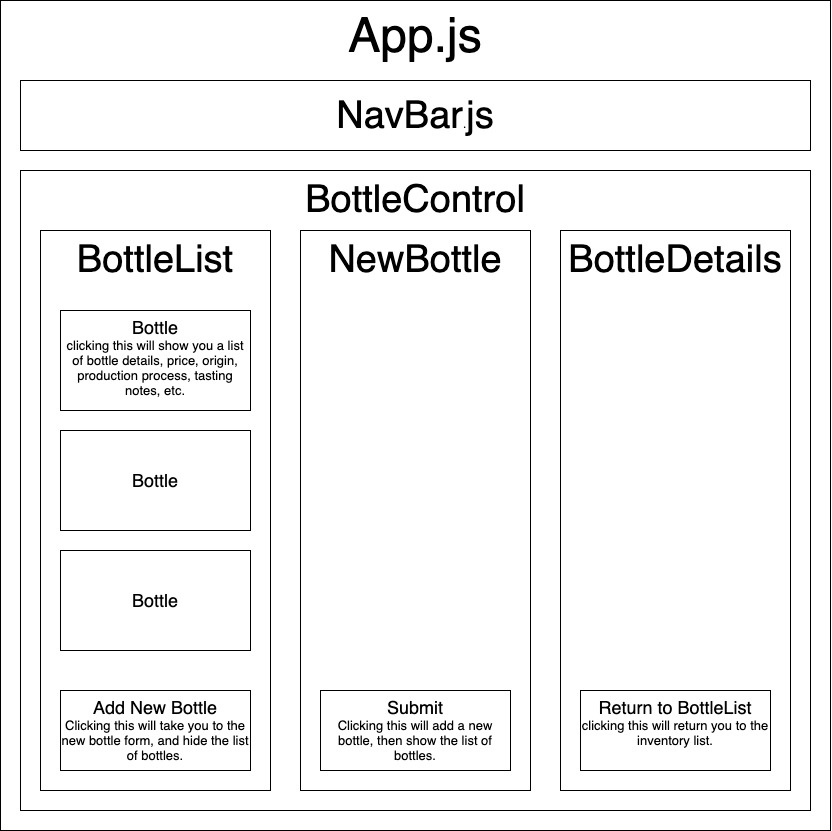 App.js
NavBar.js
BottleControl
BottleList
Bottle
clicking this will show you a list
of bottle details, price, origin,
production process, tasting
notes, etc.
Bottle
Bottle
Add New Bottle
Clicking this will take you to the
new bottle form, and hide the list
of bottles.
NewBottle
Submit
Clicking this will add a new
bottle, then show the list of
bottles.
BottleDetails
Return to BottleList
clicking this will return you to the
inventory list.